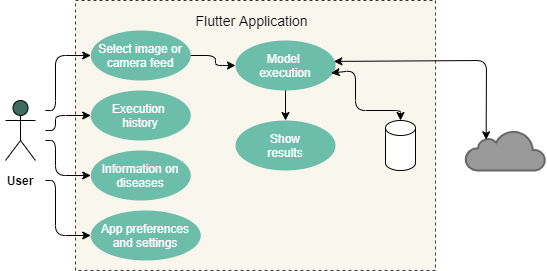 Flutter Application
Select image or
camera feed
Model
execution
Execution
history
Show
results
Information on
diseases
User
App preferences
and settings